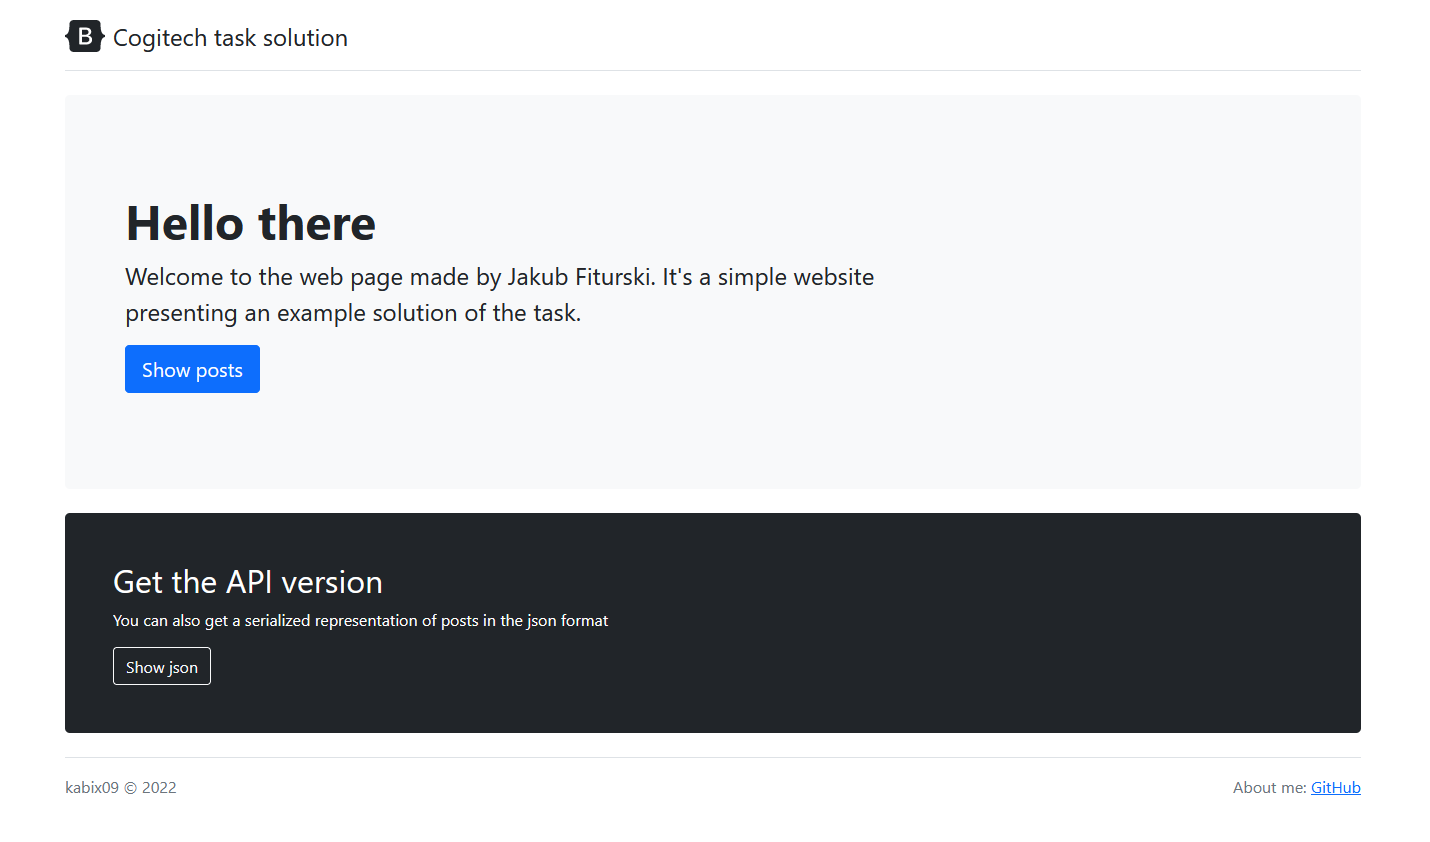 B Cogitech task solution
Hello there
Welcome to the web page made by Jakub Fiturski. It's a simple website
presenting an example solution of the task.
Show posts
Get the API version
You can also get a serialized representation of posts in the json format
Show json
kabix09 © 2022
About me: GitHub